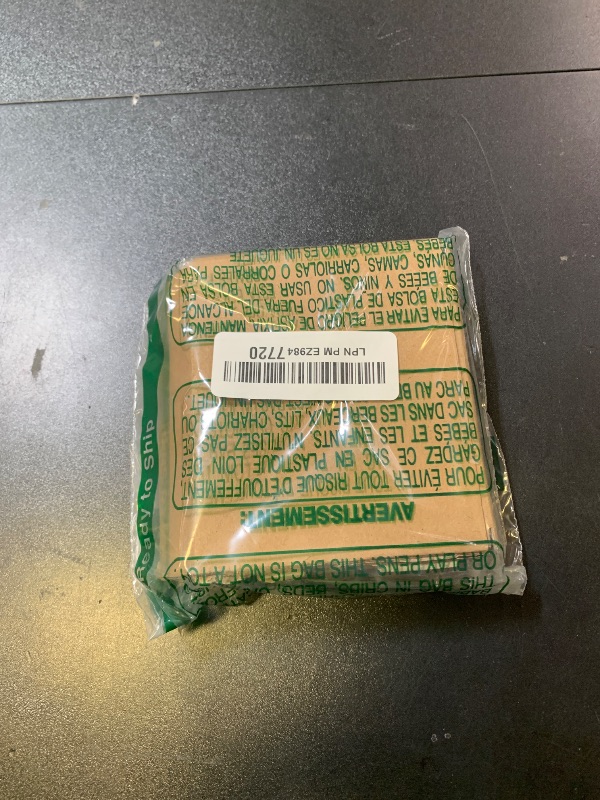 THIS BAG IN CRIBS, BEDS,
OR PLAY PENS. THIS BAG IS NOT A
AVERTISSEMENT:
POUR ÉVITER TOUT RISQUE D'ÉTOUFFEMENT,
GARDEZ CE SAC EN PLASTIQUE LOIN DES
BÉBÉS ET LES ENFANTS. N'UTILISEZ PAS CE
SAC DANS LES BERCEAUX, LITS, CHARIOTS OU
PARC AU
LPN PM EZ984 7720
PARA EVITAR EL PELIGRO DE ASFIXIA MANTENGA
ESTA BOLSA DE PLASTICO FUERA DEL ALCANCE
DE BEBES Y NINOS. NO USAR ESTA BOLSA EN
CUNAS, CAMAS, CARRIOLAS O CORRALES PARA
BEBES. ESTA BOLSA NO ES UN JUGUETE
Ready to Ship